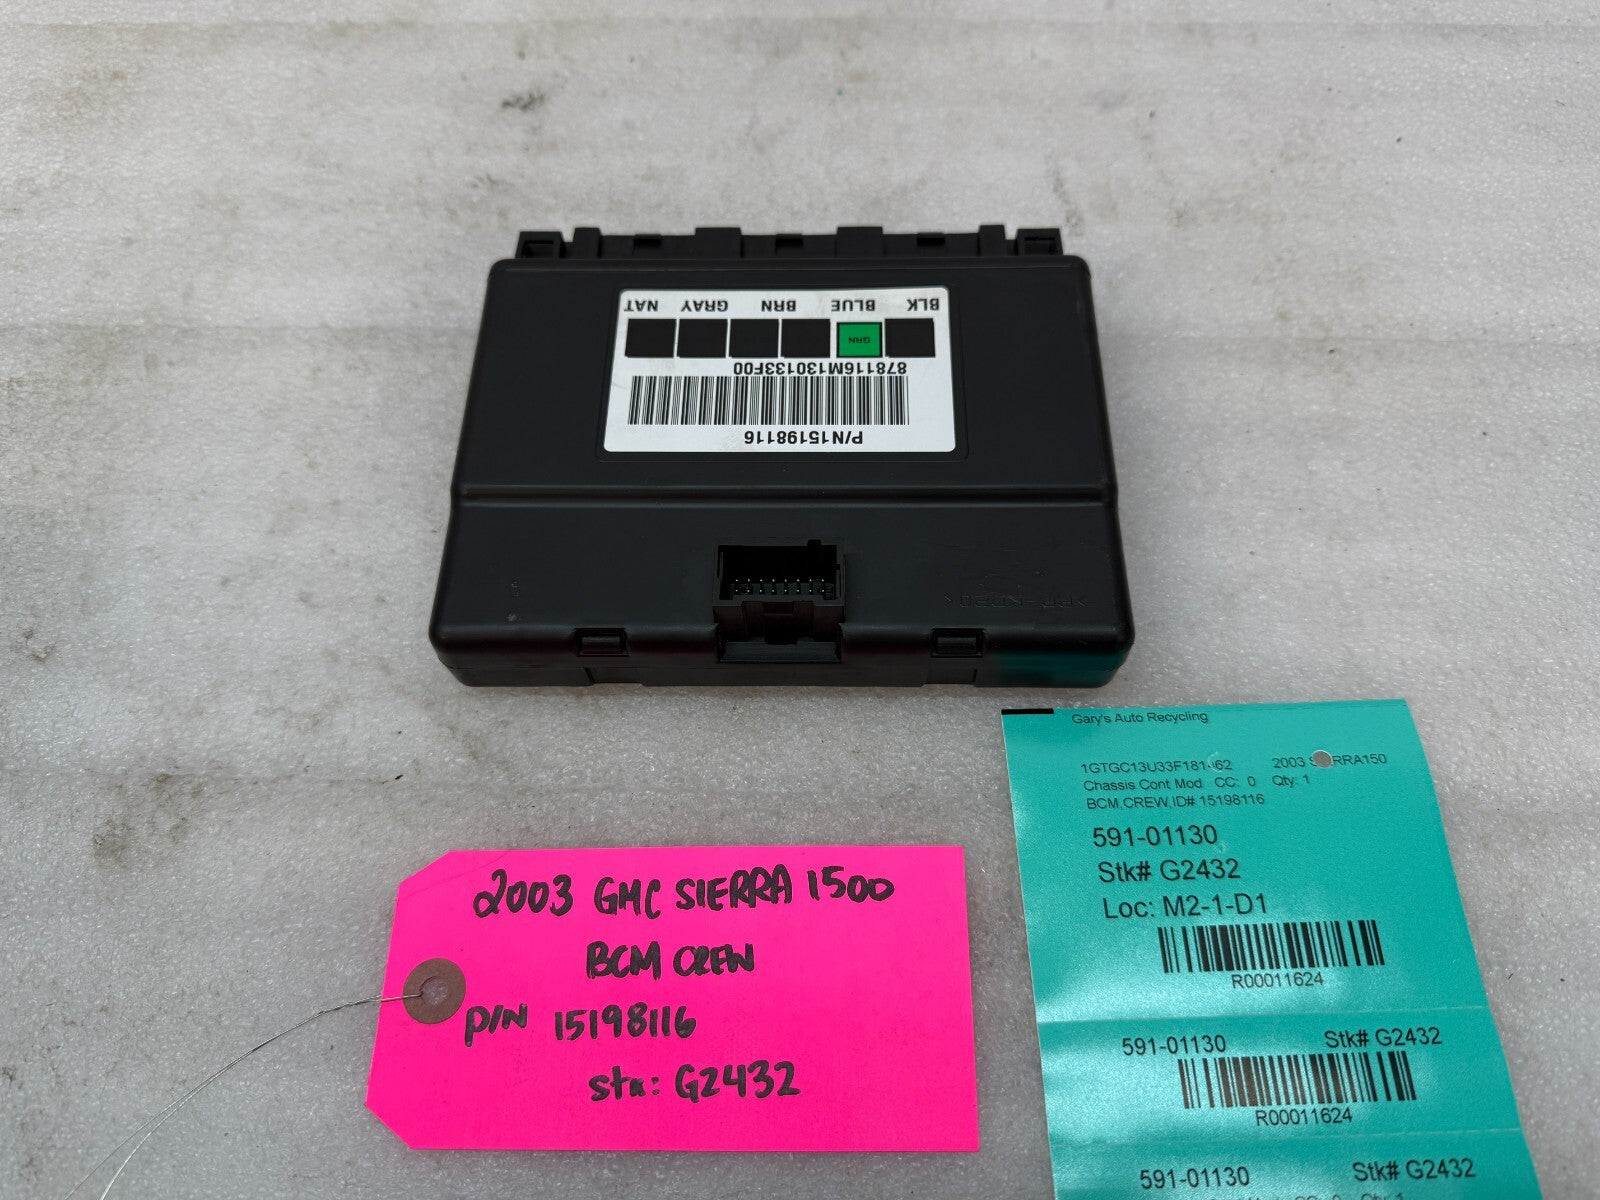 P/N15198116
878116M130133F00
GRN
BLK BLUE BRN GRAY NAT
2003 GMC SIERRA 1500
BCM CREW
P/N 15198116
stk: G2432
Gary's Auto Recycling
2003
Chassis Cont Mod CC: 0 Qty: 1
BCM,CREW,ID# 15198116
591-01130
Stk# G2432
Loc: M2-1-D1
R00011624
591-01130 Stk# G2432
R00011624
591-01130 Stk# G2432